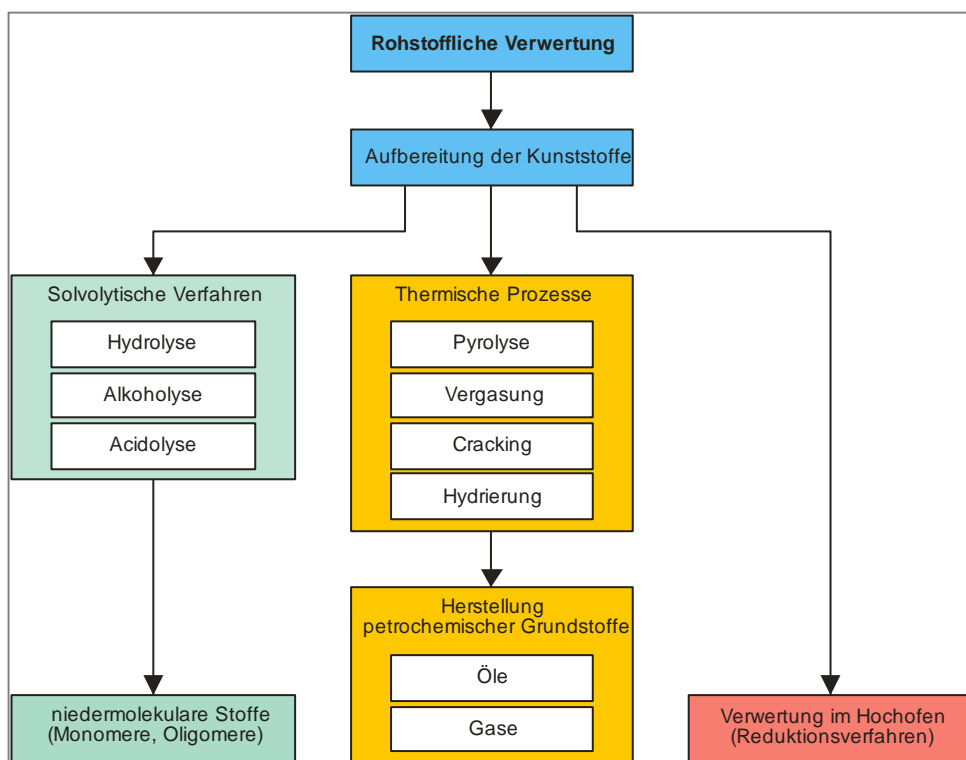 Rohstoffliche Verwertung
Aufbereitung der Kunststoffe
Solvolytische Verfahren
Hydrolyse
Alkoholyse
Acidolyse
Thermische Prozesse
Pyrolyse
Vergasung
Cracking
Hydrierung
Herstellung
petrochemischer Grundstoffe
Öle
Gase
niedermolekulare Stoffe
(Monomere, Oligomere)
Verwertung im Hochofen
(Reduktionsverfahren)